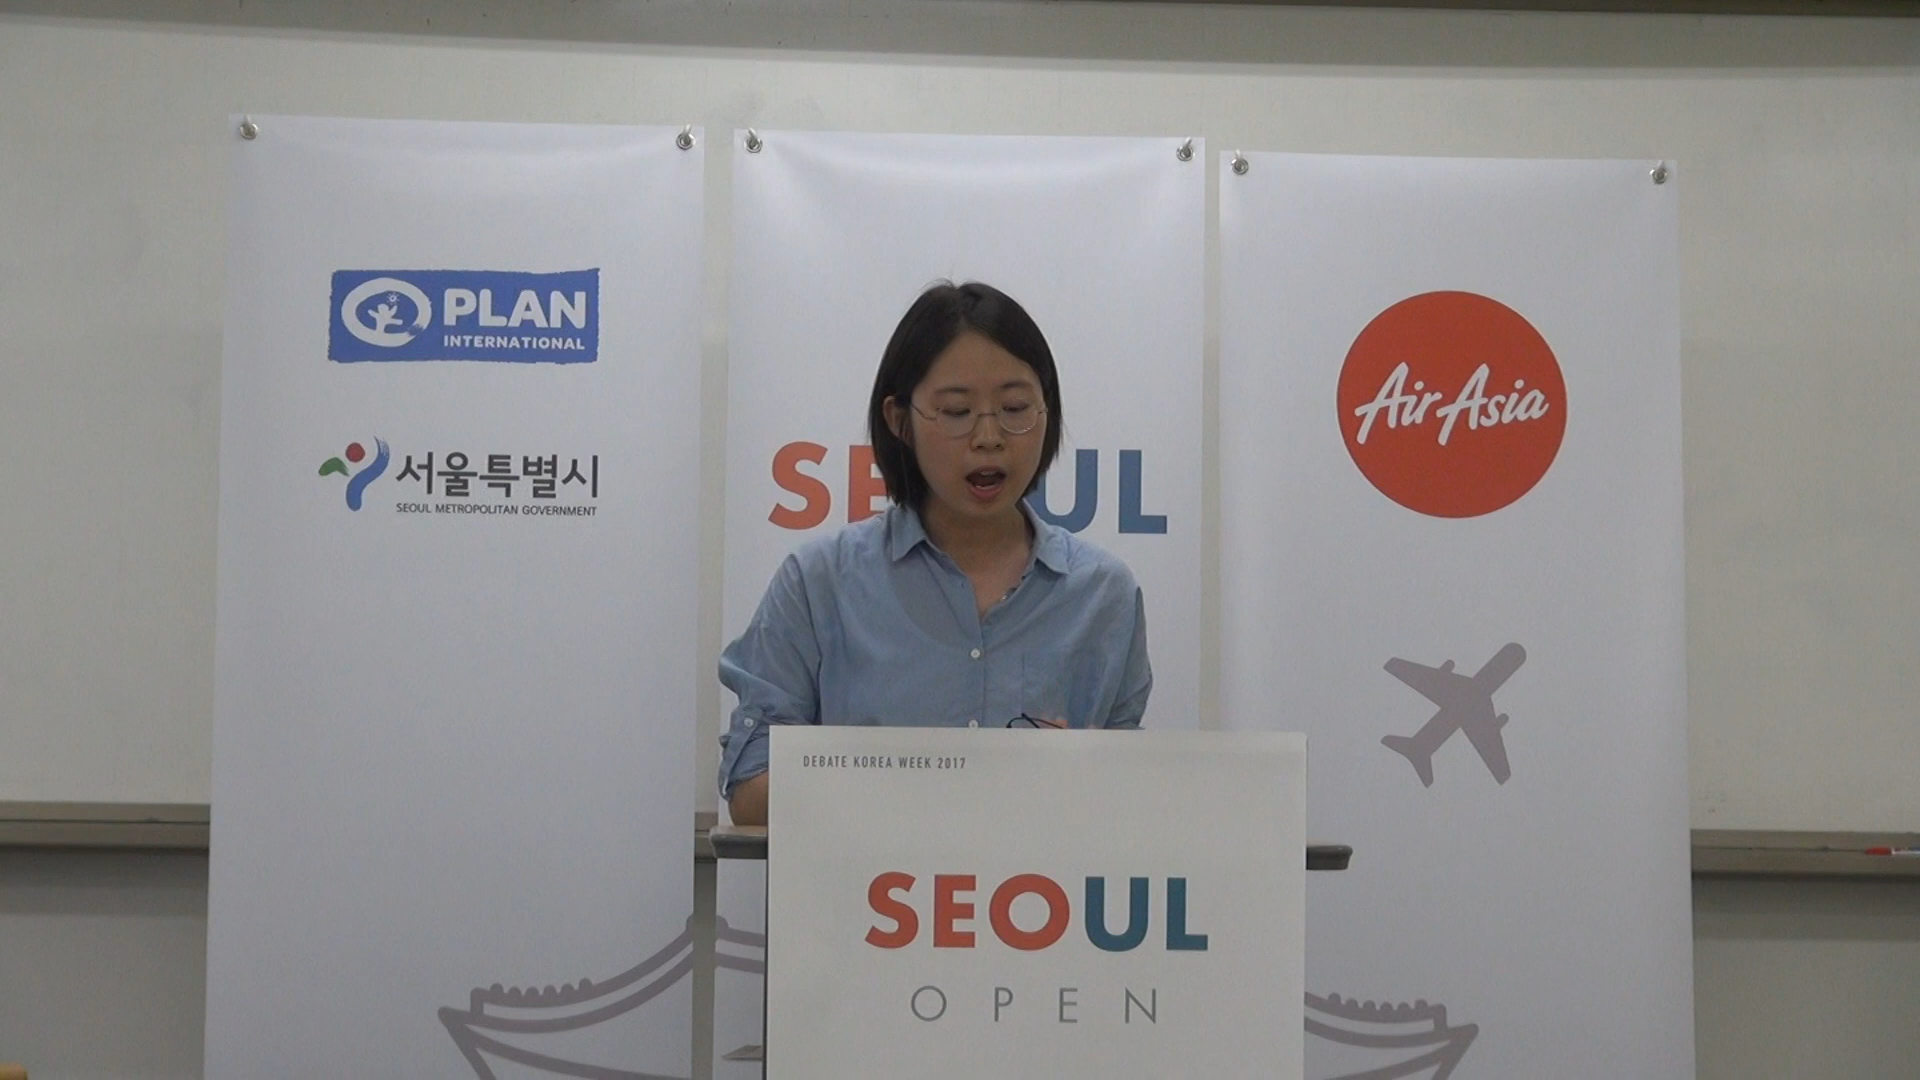 PLAN
INTERNATIONAL
서울특별시
SEOUL METROPOLITAN GOVERNMENT
SE UL
AirAsia
DEBATE KOREA WEEK 2017
SEOUL
OPEN